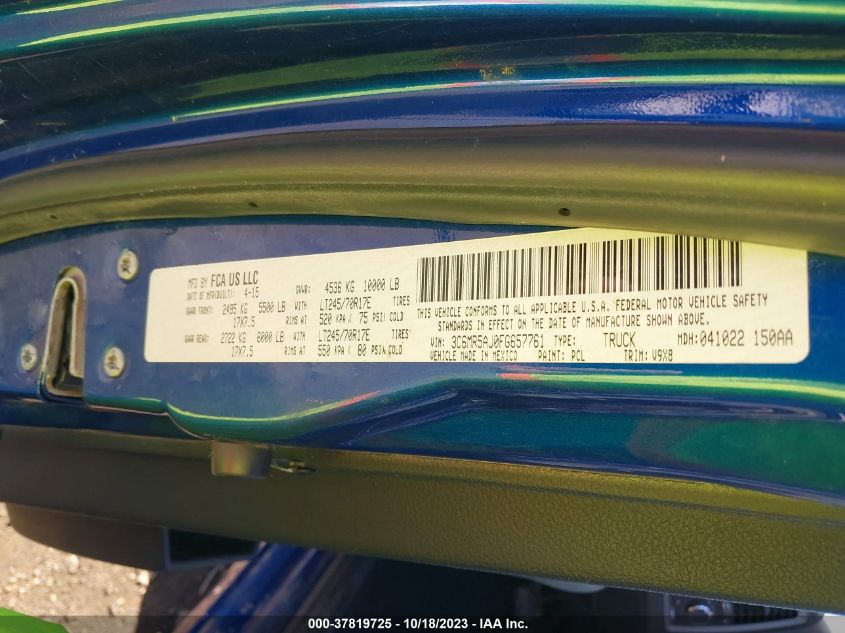 MFD BY FCA US LLC
DATE OF MFR(BUILT): 4-15 GVWR: 4536 KG 10000 LB
GAWR FRONT: 2495 KG 5500 LB WITH LT245/70R17E TIRES
17X7.5 RIMS AT 520 KPA( 75 PSI)COLD
GAWR REAR: 2722 KG 6000 LB WITH LT245/70R17E TIRES
17X7.5 RIMS AT 550 KPA( 80 PSI)COLD
THIS VEHICLE CONFORMS TO ALL APPLICABLE U.S.A. FEDERAL MOTOR VEHICLE SAFETY
STANDARDS IN EFFECT ON THE DATE OF MANUFACTURE SHOWN ABOVE.
VIN: 3C6MR5AJ0FG657761 TYPE: TRUCK MDH:041022 150AA
VEHICLE MADE IN MEXICO PAINT: PCL TRIM: V9X8
000-37819725 - 10/18/2023 - IAA Inc.